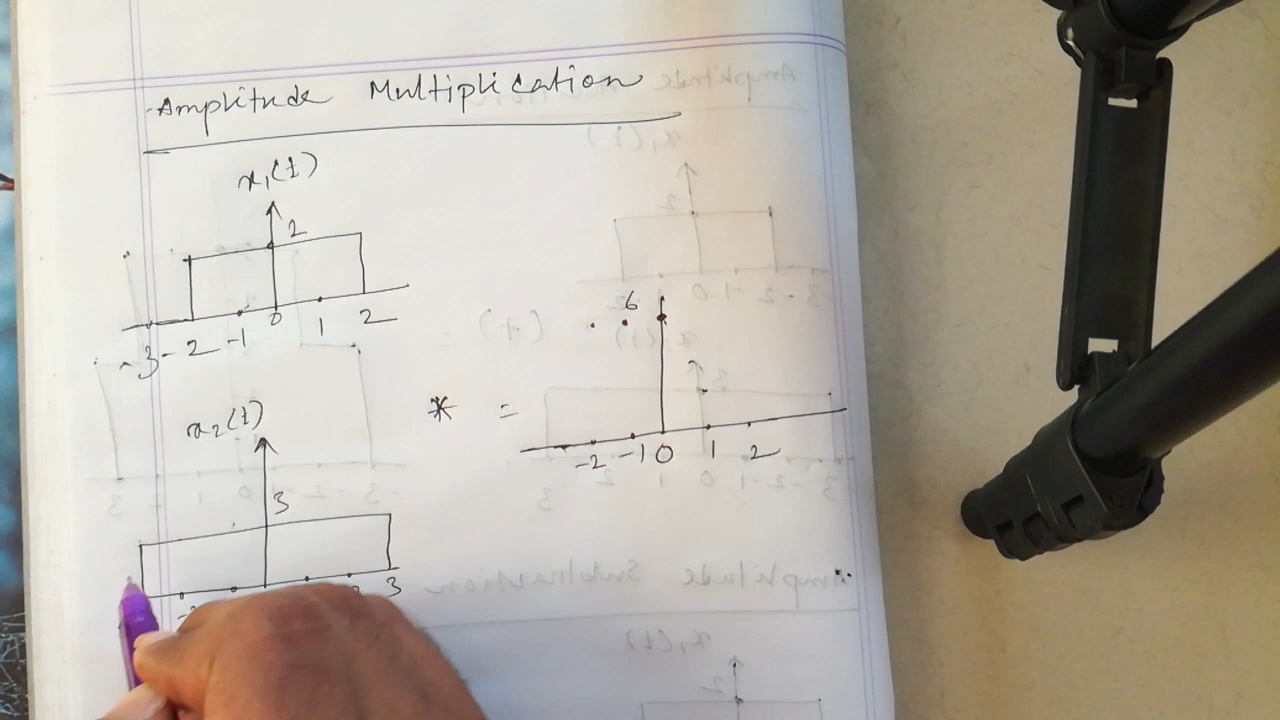 Amplitude Multiplication
x₁(t)
2
-3 -2 -1 0 1 2
x₂(t)
3
3
* =
6
-2 -1 0 1 2